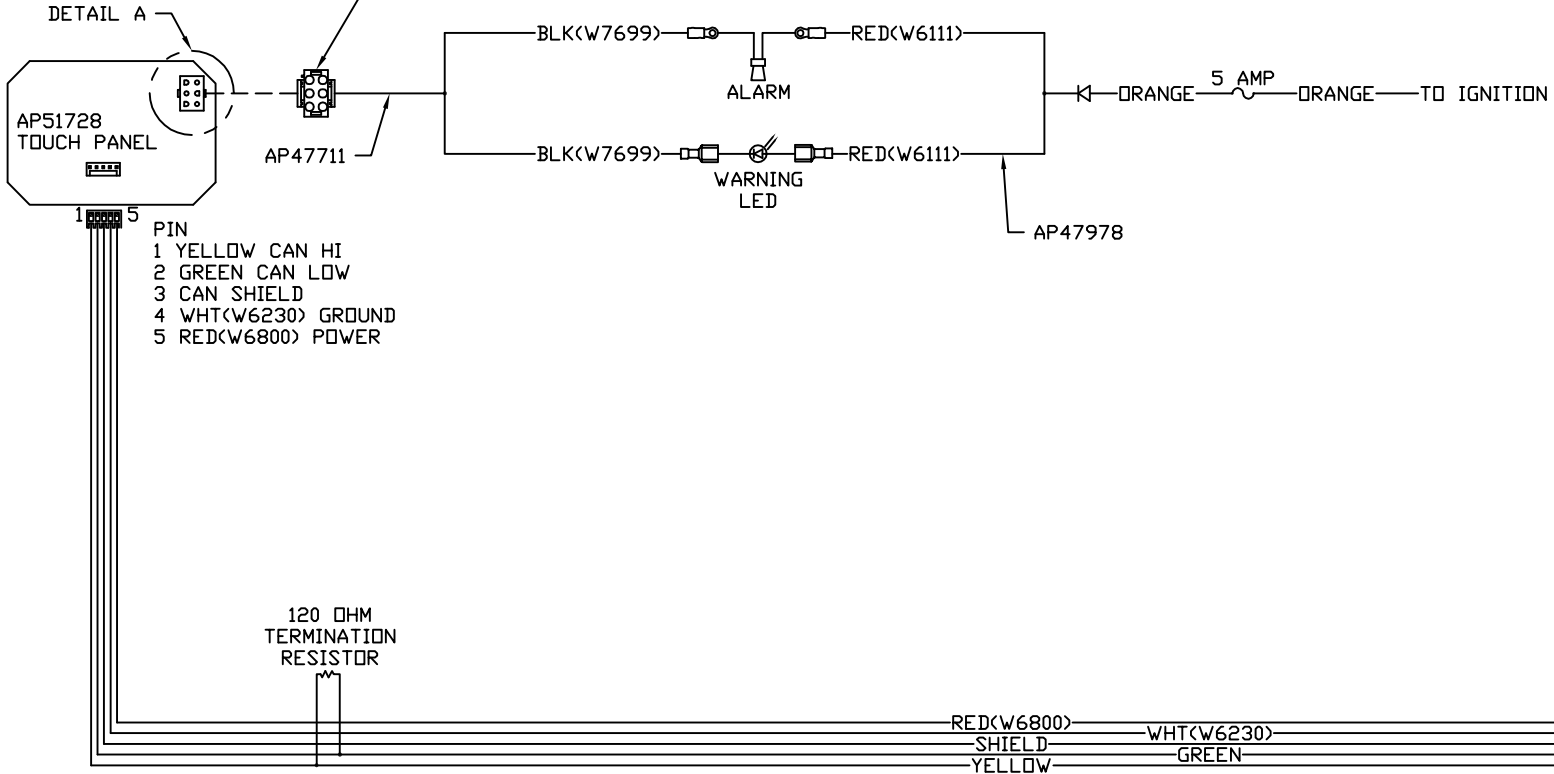 DETAIL A
BLK(W7699)
RED(W6111)
ALARM
5 AMP
ORANGE
ORANGE
TO IGNITION
AP51728
TOUCH PANEL
AP47711
BLK(W7699)
RED(W6111)
WARNING
LED
AP47978
1
5
PIN
1 YELLOW CAN HI
2 GREEN CAN LOW
3 CAN SHIELD
4 WHT(W6230) GROUND
5 RED(W6800) POWER
120 OHM
TERMINATION
RESISTOR
RED(W6800)
WHT(W6230)
SHIELD
GREEN
YELLOW